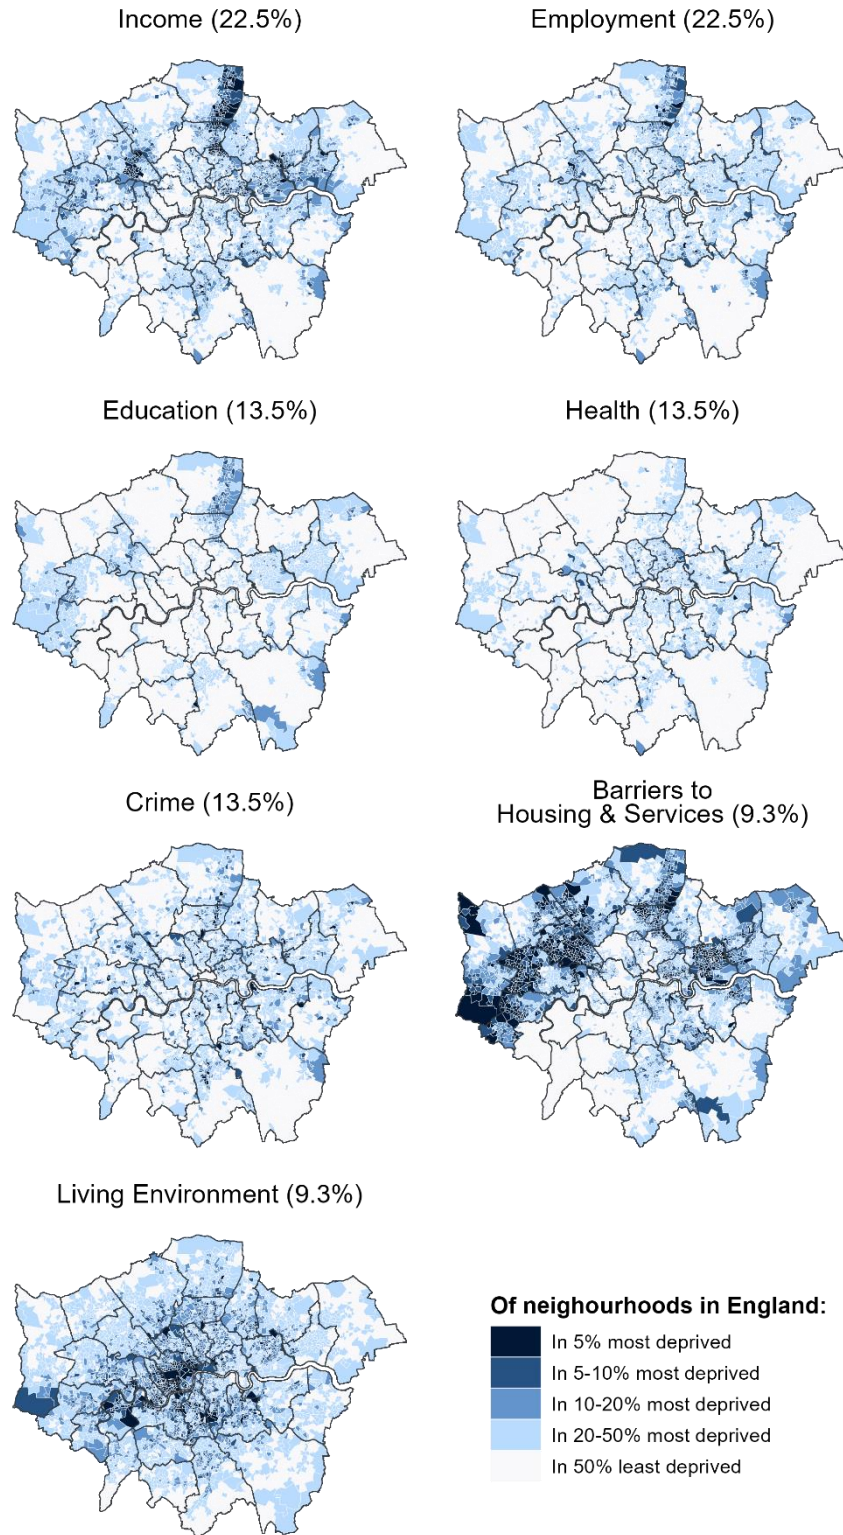 Income (22.5%)
Employment (22.5%)
Education (13.5%)
Health (13.5%)
Crime (13.5%)
Barriers to
Housing & Services (9.3%)
Living Environment (9.3%)
Of neighourhoods in England:
In 5% most deprived
In 5-10% most deprived
In 10-20% most deprived
In 20-50% most deprived
In 50% least deprived